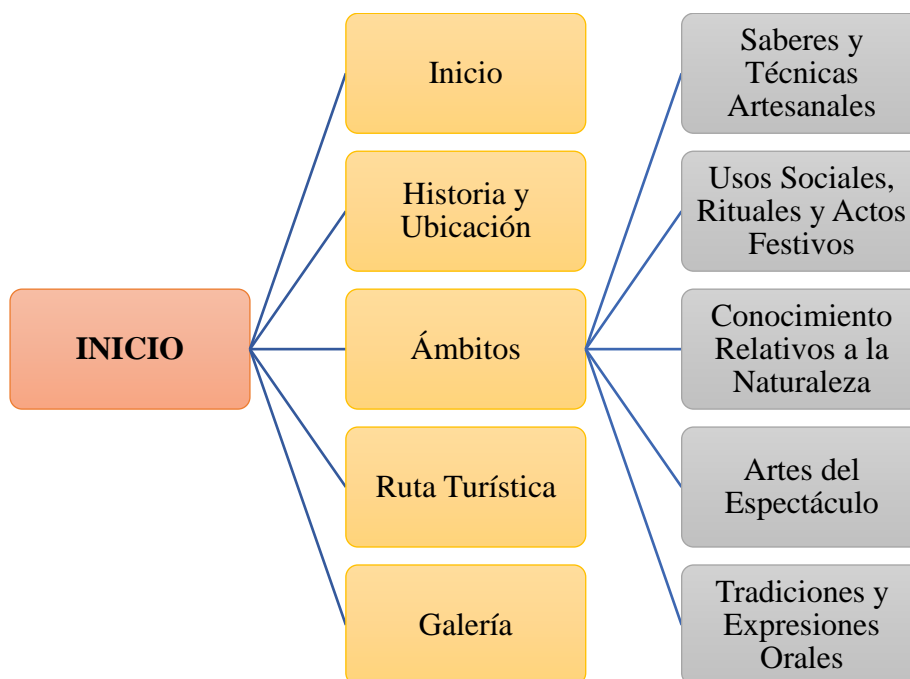 INICIO
Inicio
Historia y
Ubicación
Ámbitos
Ruta Turística
Galería
Saberes y
Técnicas
Artesanales
Usos Sociales,
Rituales y Actos
Festivos
Conocimiento
Relativos a la
Naturaleza
Artes del
Espectáculo
Tradiciones y
Expresiones
Orales